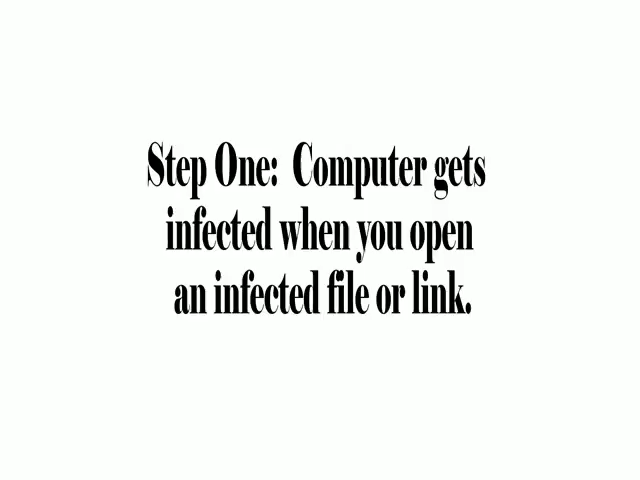 Step One:  Computer gets
infected when you open
an infected file or link.